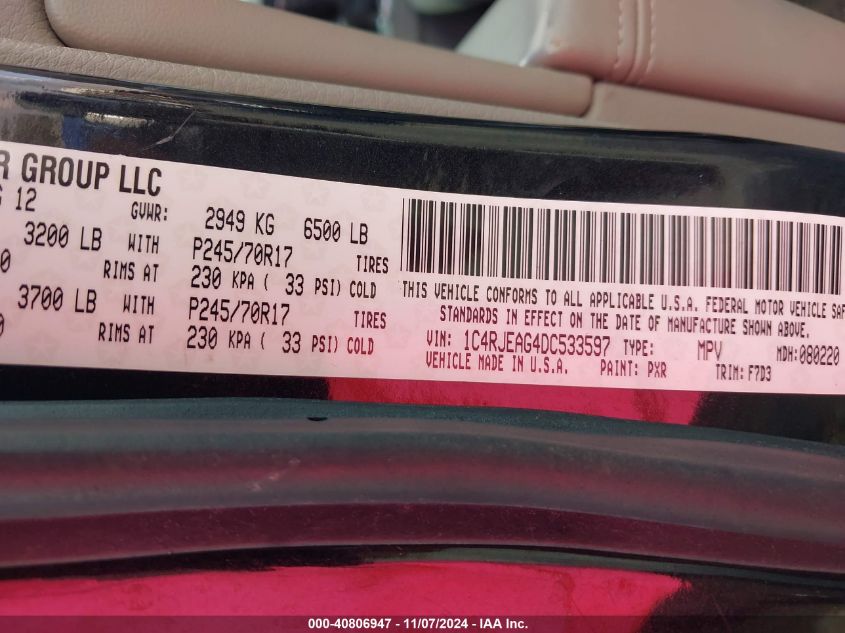 R GROUP LLC
G 12 GVWR: 2949 KG 6500 LB
3200 LB WITH P245/70R17 TIRES
0 RIMS AT 230 KPA ( 33 PSI) COLD
3700 LB WITH P245/70R17 TIRES
0 RIMS AT 230 KPA ( 33 PSI) COLD
THIS VEHICLE CONFORMS TO ALL APPLICABLE U.S.A. FEDERAL MOTOR VEHICLE SAF
STANDARDS IN EFFECT ON THE DATE OF MANUFACTURE SHOWN ABOVE.
VIN: 1C4RJEAG4DC533597 TYPE: MPV MDH: 080220
VEHICLE MADE IN U.S.A. PAINT: PXR TRIM: F7D3
000-40806947 - 11/07/2024 - IAA Inc.